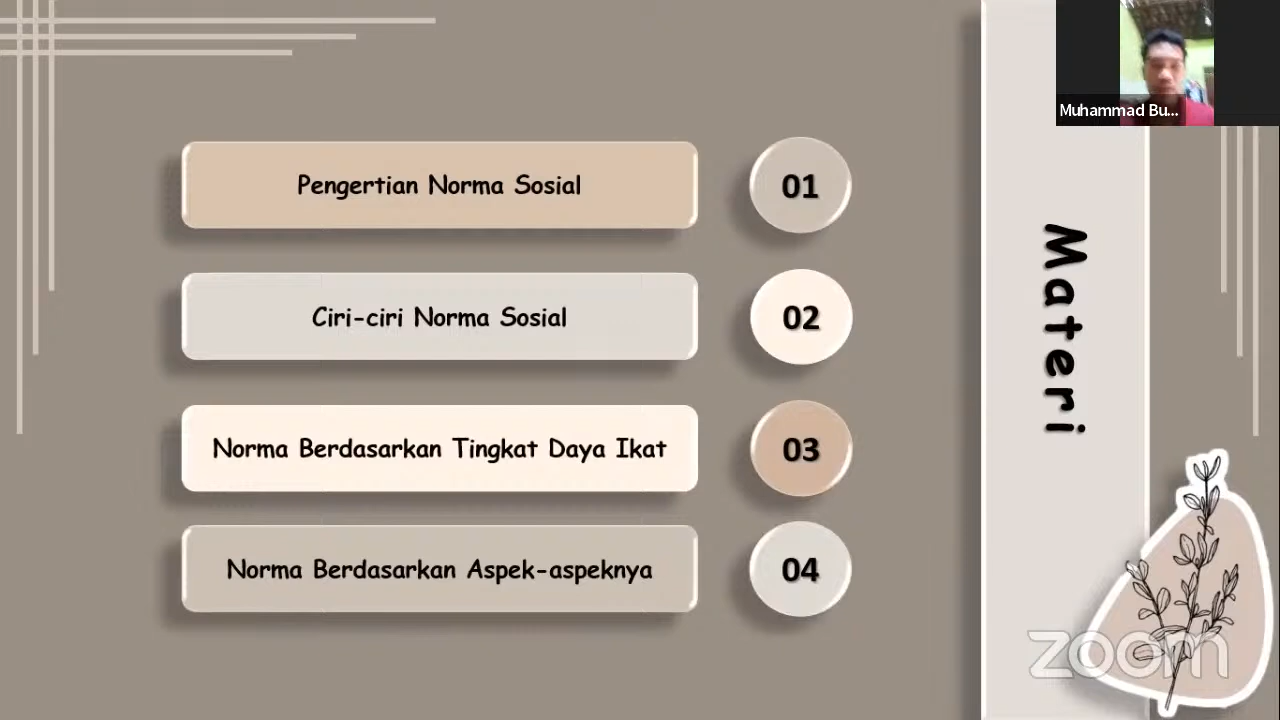 Muhammad Bu...
Pengertian Norma Sosial
01
Ciri-ciri Norma Sosial
02
Norma Berdasarkan Tingkat Daya Ikat
03
Norma Berdasarkan Aspek-aspeknya
04
Materi
zoom